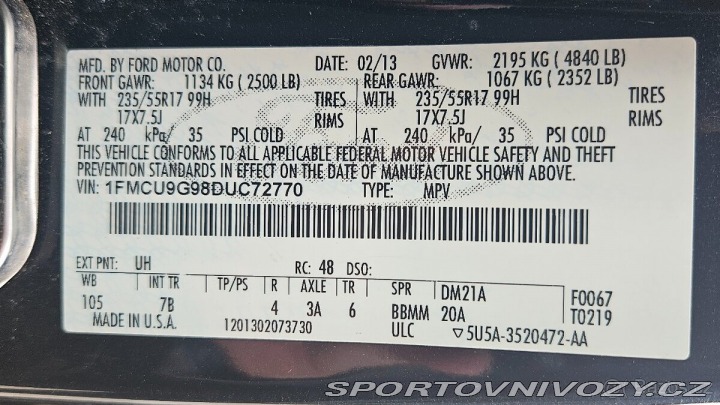 MFD. BY FORD MOTOR CO. DATE: 02/13 GVWR: 2195 KG ( 4840 LB)
FRONT GAWR: 1134 KG ( 2500 LB) REAR GAWR: 1067 KG ( 2352 LB)
WITH 235/55R17 99H TIRES WITH 235/55R17 99H TIRES
17X7.5J RIMS 17X7.5J RIMS
AT 240 kPa/ 35 PSI COLD AT 240 kPa/ 35 PSI COLD
THIS VEHICLE CONFORMS TO ALL APPLICABLE FEDERAL MOTOR VEHICLE SAFETY AND THEFT
PREVENTION STANDARDS IN EFFECT ON THE DATE OF MANUFACTURE SHOWN ABOVE.
VIN: 1FMCU9G98DUC72770 TYPE: MPV
EXT PNT: UH RC: 48 DSO:
WB INT TR TP/PS R AXLE TR SPR DM21A F0067
105 7B 4 3A 6 BBMM 20A T0219
MADE IN U.S.A. 1201302073730 ULC ▽5U5A-3520472-AA
SPORTOVNIVOZY.CZ